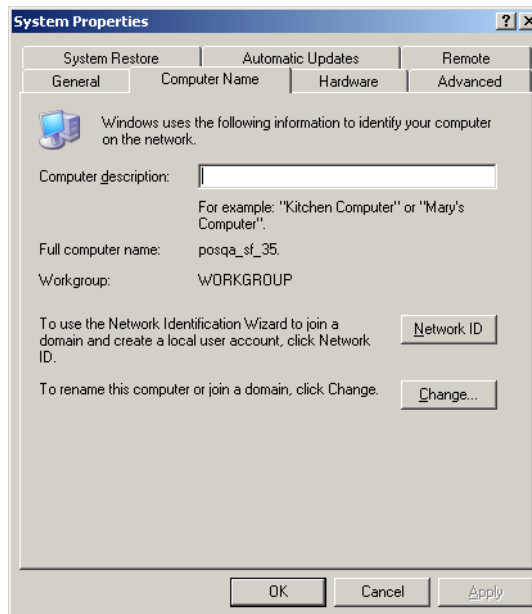 System Properties
System Restore
Automatic Updates
Remote
General
Computer Name
Hardware
Advanced
Windows uses the following information to identify your computer
on the network.
Computer description:
For example: "Kitchen Computer" or "Mary's
Computer".
Full computer name:
posqa_sf_35.
Workgroup:
WORKGROUP
To use the Network Identification Wizard to join a
domain and create a local user account, click Network
ID.
Network ID
To rename this computer or join a domain, click Change.
Change...
OK
Cancel
Apply